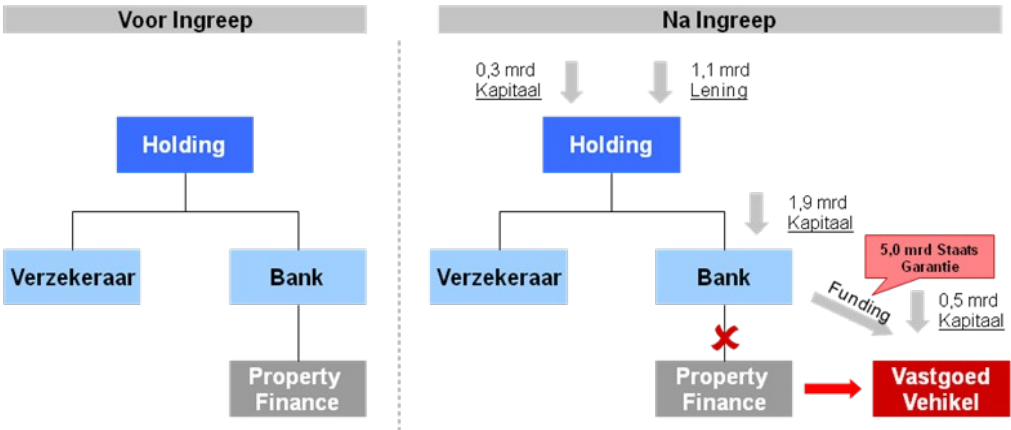 Voor Ingreep
Holding
Verzekeraar
Bank
Property
Finance
Na Ingreep
0,3 mrd
Kapitaal
1,1 mrd
Lening
Holding
1,9 mrd
Kapitaal
Verzekeraar
Bank
5,0 mrd Staats
Garantie
Funding
0,5 mrd
Kapitaal
Property
Finance
Vastgoed
Vehikel